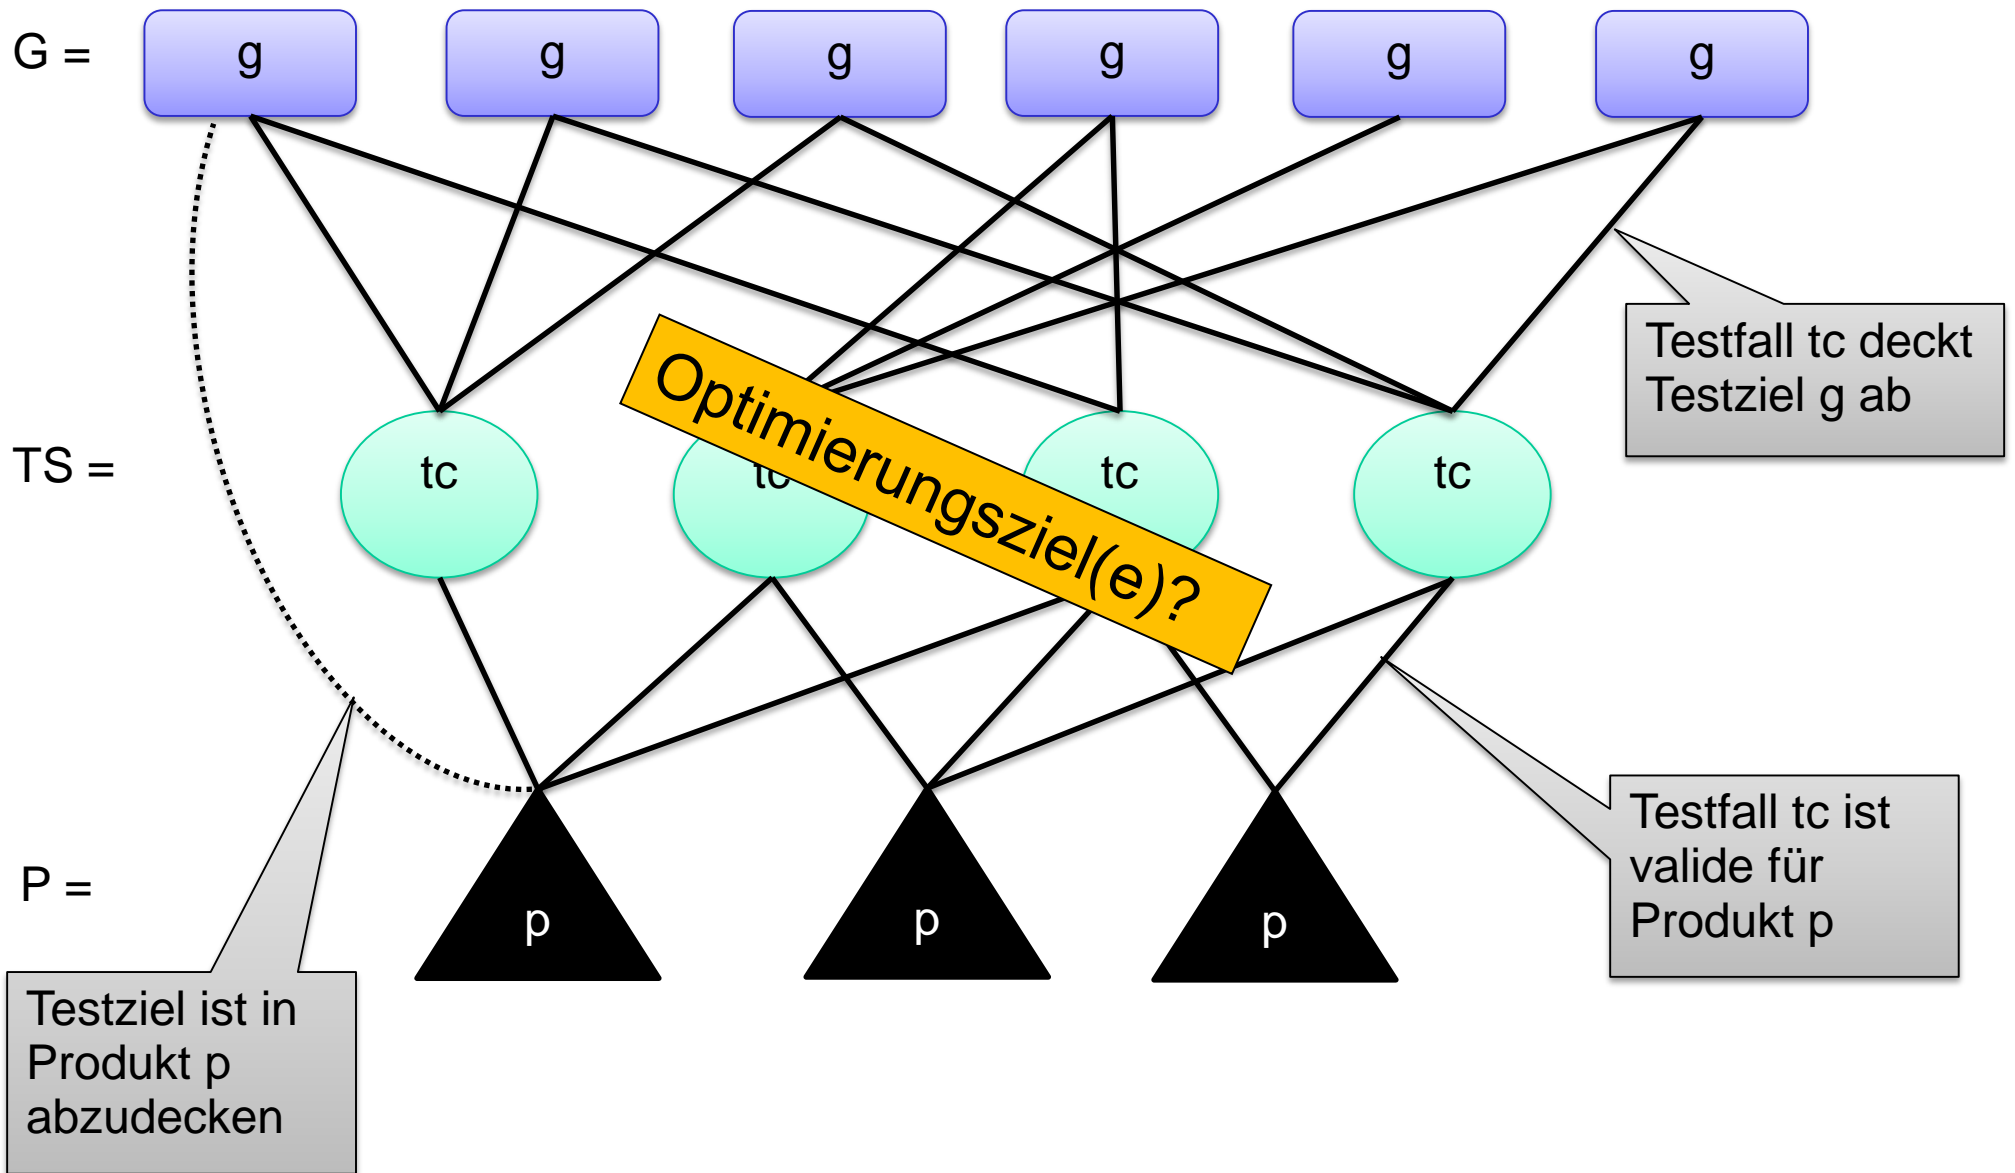 G =
g
g
g
g
g
g
Testfall tc deckt
Testziel g ab
Optimierungsziel(e)?
TS =
tc
tc
tc
tc
Testfall tc ist
valide für
Produkt p
P =
p
p
p
Testziel ist in
Produkt p
abzudecken